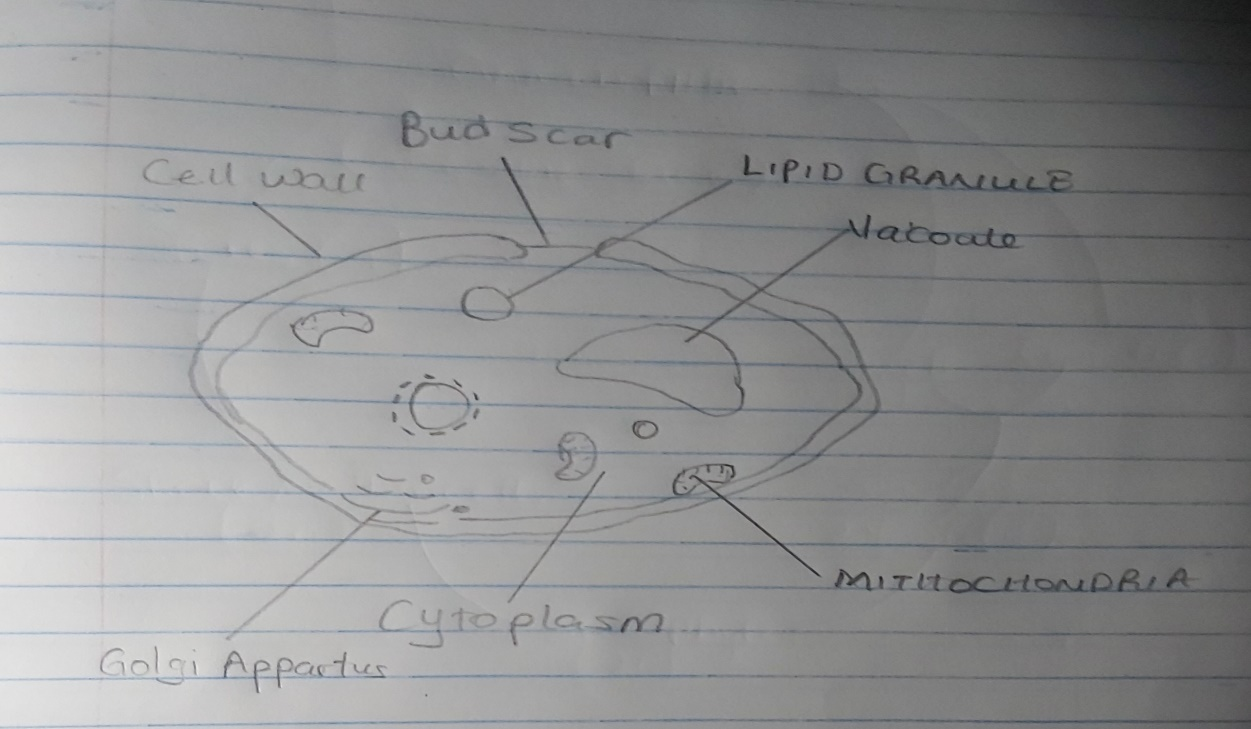 Bud Scar
Cell wall
LIPID GRANULE
Vacoule
MITHOCHONDRIA
Cytoplasm
Golgi Appartus